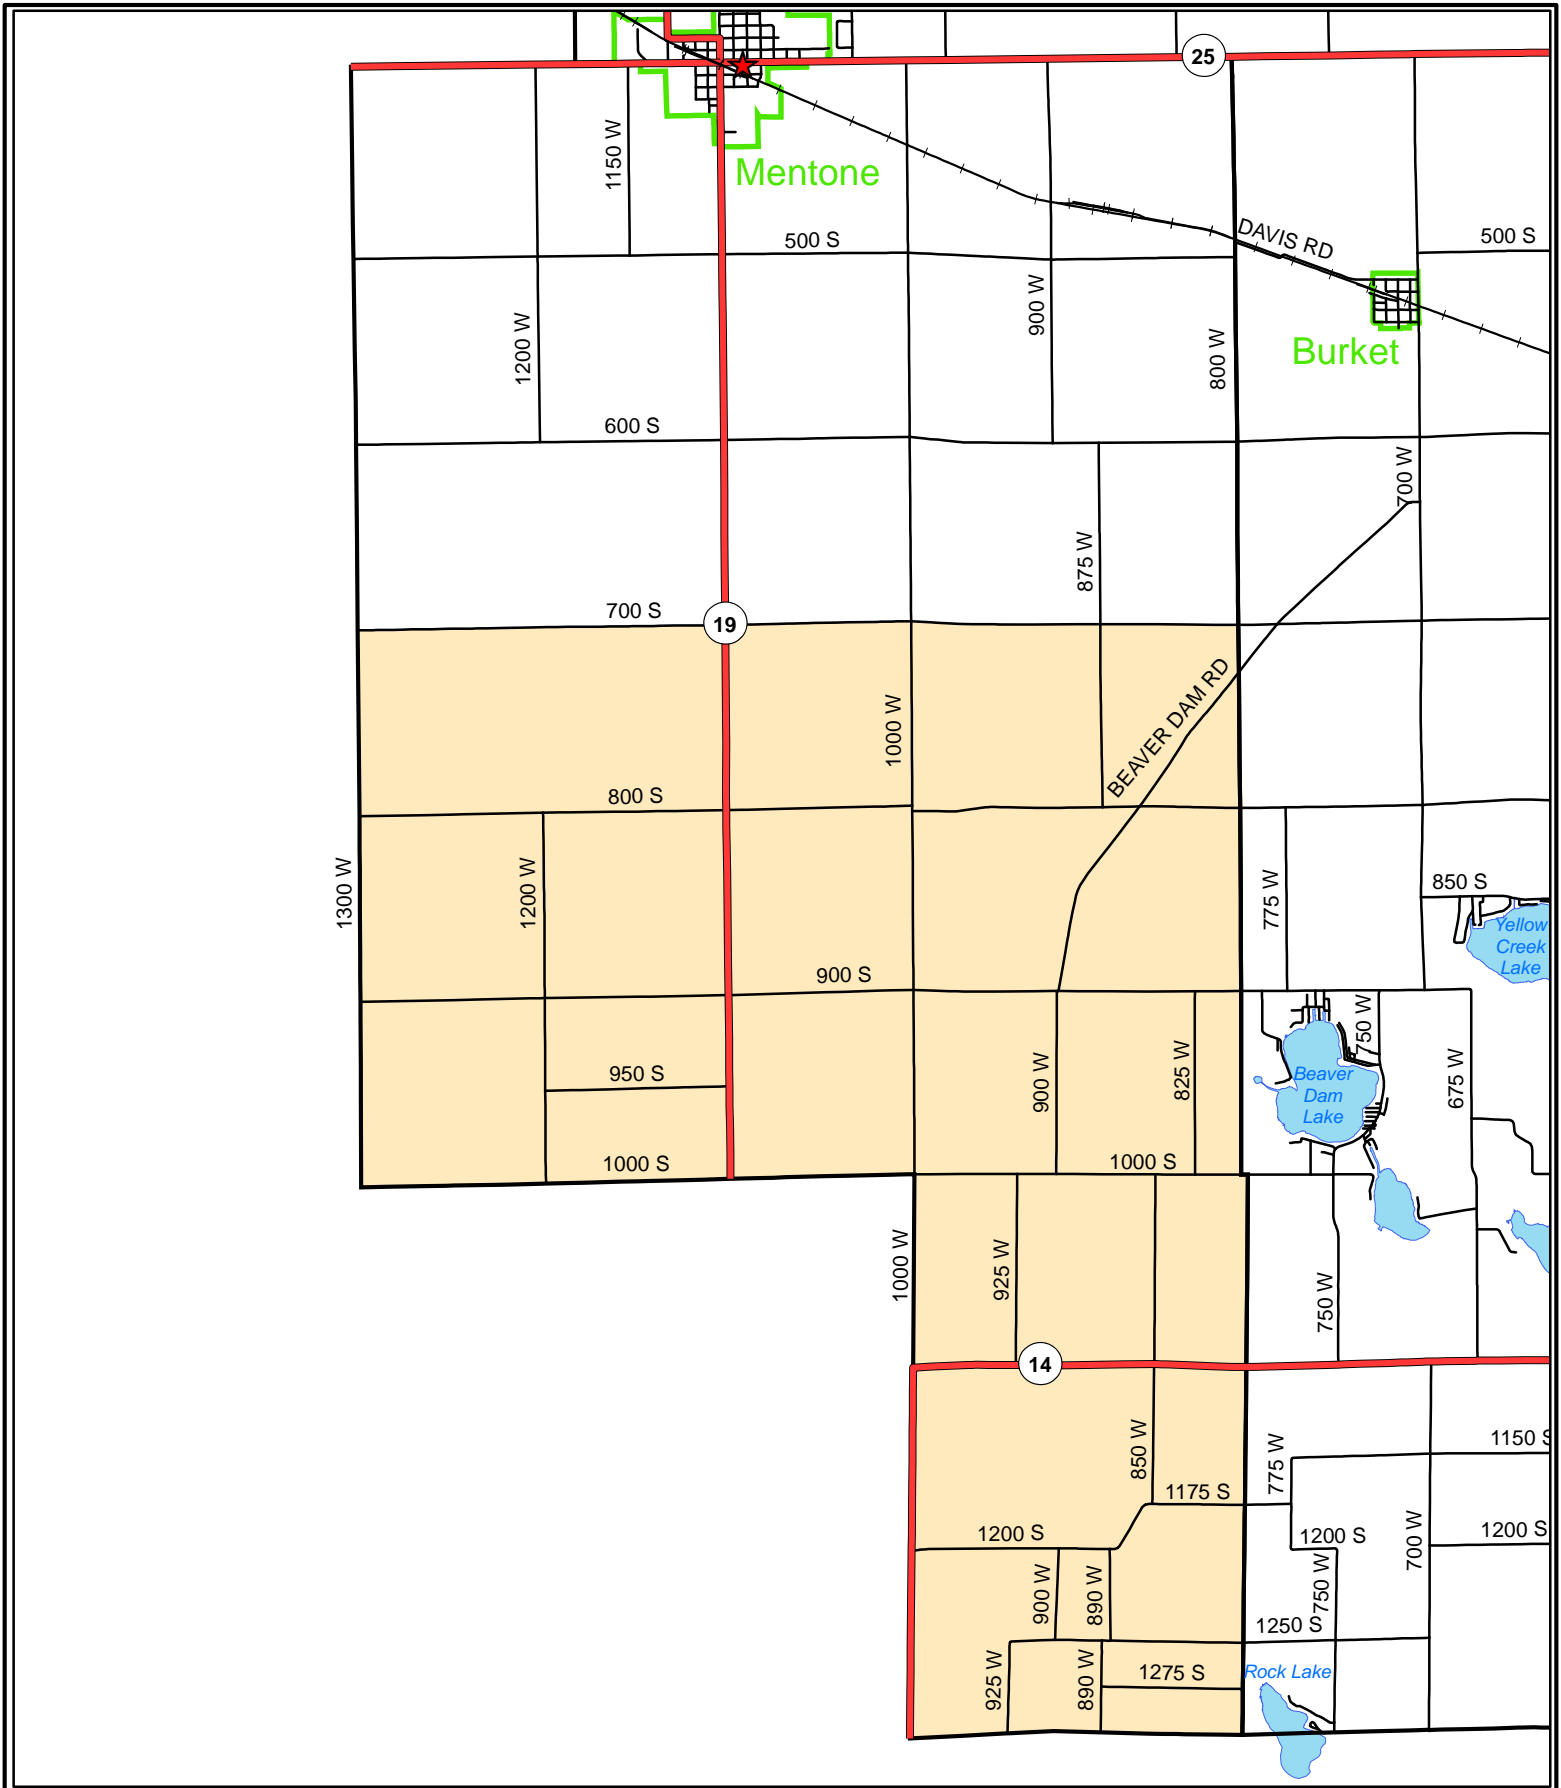 25
1150 W
Mentone
500 S
DAVIS RD
500 S
1200 W
900 W
800 W
Burket
600 S
700 W
875 W
700 S
19
BEAVER DAM RD
1000 W
800 S
1300 W
1200 W
775 W
850 S
Yellow
Creek
Lake
900 S
750 W
950 S
900 W
825 W
Beaver
Dam
Lake
675 W
1000 S
1000 S
1000 W
925 W
750 W
14
850 W
775 W
1150 S
1175 S
1200 S
1200 S
700 W
1200 S
900 W
890 W
750 W
1250 S
925 W
890 W
1275 S
Rock Lake